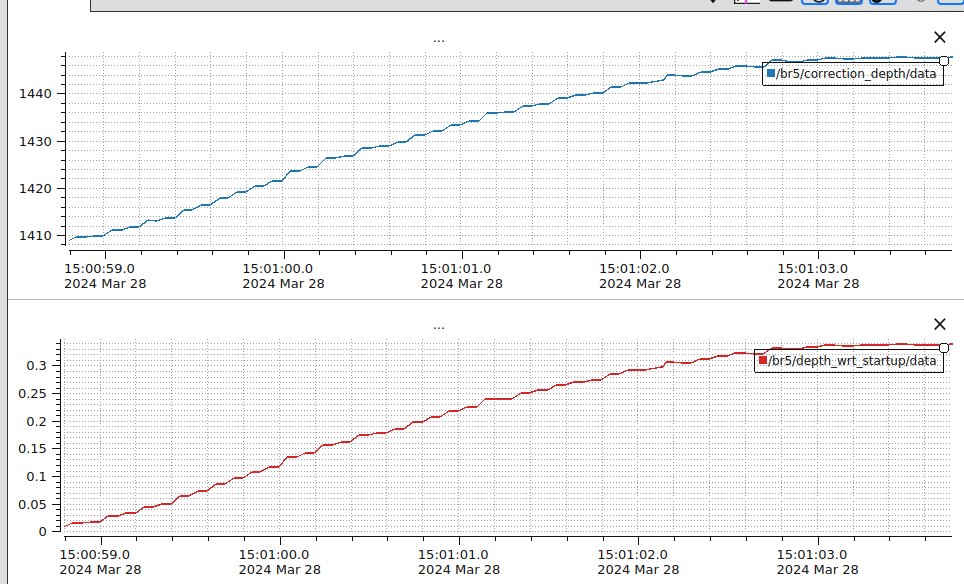 ...
/br5/correction_depth/data
1440
1430
1420
1410
15:00:59.0 15:01:00.0 15:01:01.0 15:01:02.0 15:01:03.0
2024 Mar 28 2024 Mar 28 2024 Mar 28 2024 Mar 28 2024 Mar 28
...
/br5/depth_wrt_startup/data
0.3
0.25
0.2
0.15
0.1
0.05
0
15:00:59.0 15:01:00.0 15:01:01.0 15:01:02.0 15:01:03.0
2024 Mar 28 2024 Mar 28 2024 Mar 28 2024 Mar 28 2024 Mar 28